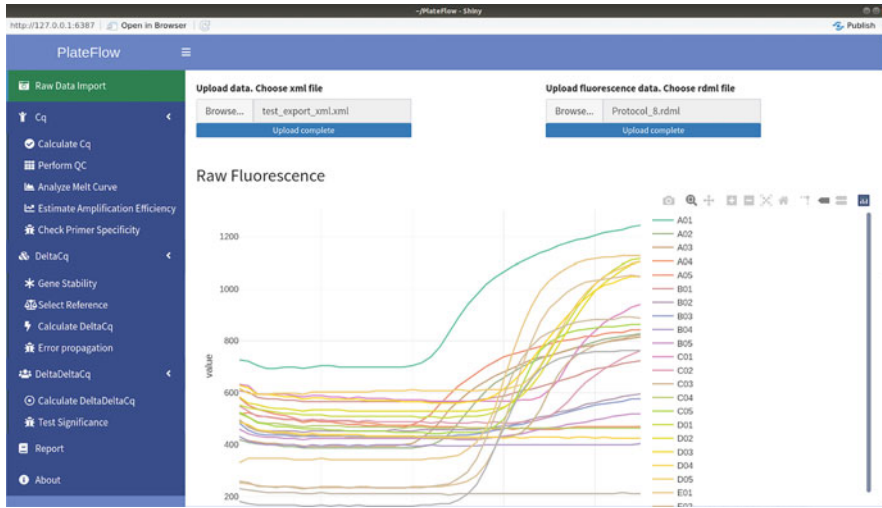 ~/PlateFlow - Shiny
http://127.0.0.1:6387 Open in Browser Publish
PlateFlow
Raw Data Import
Cq
Calculate Cq
Perform QC
Analyze Melt Curve
Estimate Amplification Efficiency
Check Primer Specificity
DeltaCq
Gene Stability
Select Reference
Calculate DeltaCq
Error propagation
DeltaDeltaCq
Calculate DeltaDeltaCq
Test Significance
Report
About
Upload data. Choose xml file
Browse... test_export_xml.xml
Upload complete
Upload fluorescence data. Choose rdml file
Browse... Protocol_8.rdml
Upload complete
Raw Fluorescence
value
1200
1000
800
600
400
200
A01
A02
A03
A04
A05
B01
B02
B03
B04
B05
C01
C02
C03
C04
C05
D01
D02
D03
D04
D05
E01